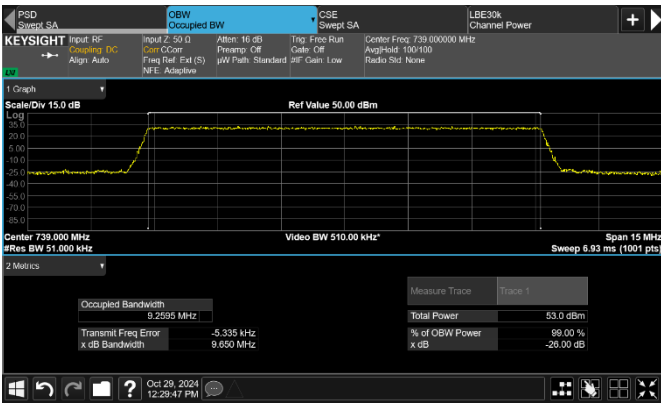 PSD
Swept SA
OBW
Occupied BW
CSE
Swept SA
LBE30k
Channel Power
KEYSIGHT
Input: RF
Coupling: DC
Align: Auto
Input Z: 50 Ω
Corr CCorr
Freq Ref: Ext (S)
NFE: Adaptive
Atten: 16 dB
Preamp: Off
µW Path: Standard
Trig: Free Run
Gate: Off
#IF Gain: Low
Center Freq: 739.000000 MHz
Avg|Hold: 100/100
Radio Std: None
LXI
1 Graph
Scale/Div 15.0 dB
Ref Value 50.00 dBm
Log
35.0
20.0
5.00
-10.0
-25.0
-40.0
-55.0
-70.0
-85.0
Center 739.000 MHz
#Res BW 51.000 kHz
Video BW 510.00 kHz*
Span 15 MHz
Sweep 6.93 ms (1001 pts)
2 Metrics
Measure Trace
Trace 1
Occupied Bandwidth
9.2595 MHz
Total Power
53.0 dBm
Transmit Freq Error
-5.335 kHz
% of OBW Power
99.00 %
x dB Bandwidth
9.650 MHz
x dB
-26.00 dB
?
Oct 29, 2024
12:29:47 PM